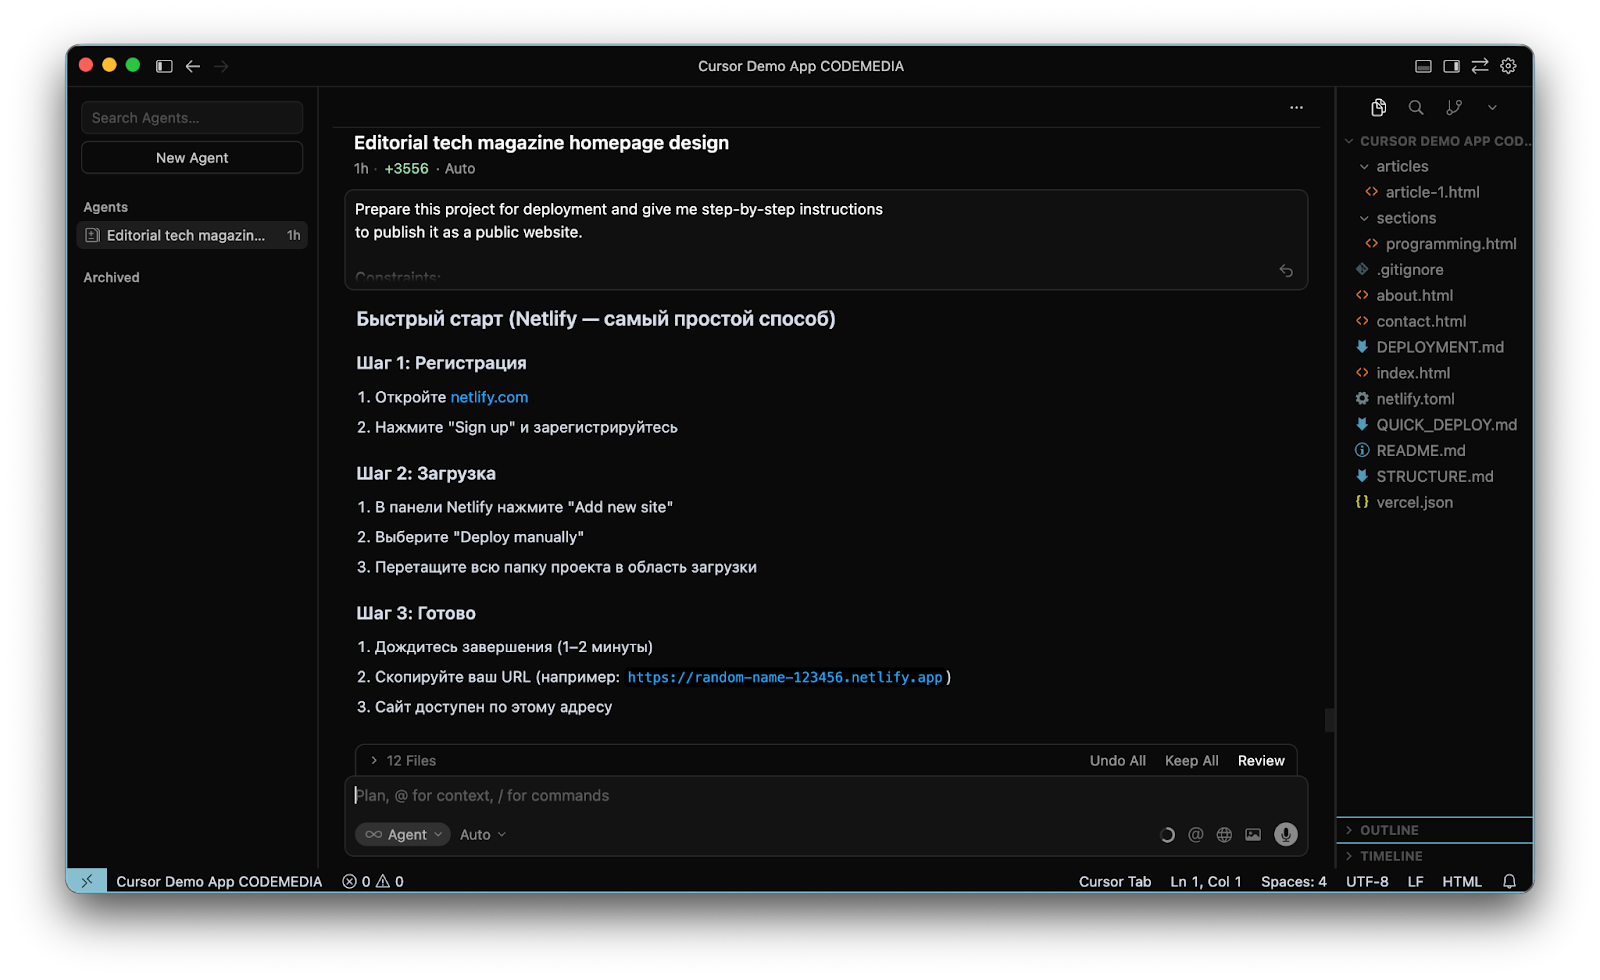 Cursor Demo App CODEMEDIA
Search Agents...
New Agent
Agents
Editorial tech magazin... 1h
Archived
Editorial tech magazine homepage design
1h · +3556 · Auto
Prepare this project for deployment and give me step-by-step instructions
to publish it as a public website.
Constraints:
Быстрый старт (Netlify — самый простой способ)
Шаг 1: Регистрация
1. Откройте netlify.com
2. Нажмите "Sign up" и зарегистрируйтесь
Шаг 2: Загрузка
1. В панели Netlify нажмите "Add new site"
2. Выберите "Deploy manually"
3. Перетащите всю папку проекта в область загрузки
Шаг 3: Готово
1. Дождитесь завершения (1–2 минуты)
2. Скопируйте ваш URL (например: https://random-name-123456.netlify.app)
3. Сайт доступен по этому адресу
12 Files Undo All Keep All Review
Plan, @ for context, / for commands
Agent Auto
CURSOR DEMO APP COD...
articles
article-1.html
sections
programming.html
.gitignore
about.html
contact.html
DEPLOYMENT.md
index.html
netlify.toml
QUICK_DEPLOY.md
README.md
STRUCTURE.md
vercel.json
OUTLINE
TIMELINE
Cursor Demo App CODEMEDIA 0 0 Cursor Tab Ln 1, Col 1 Spaces: 4 UTF-8 LF HTML